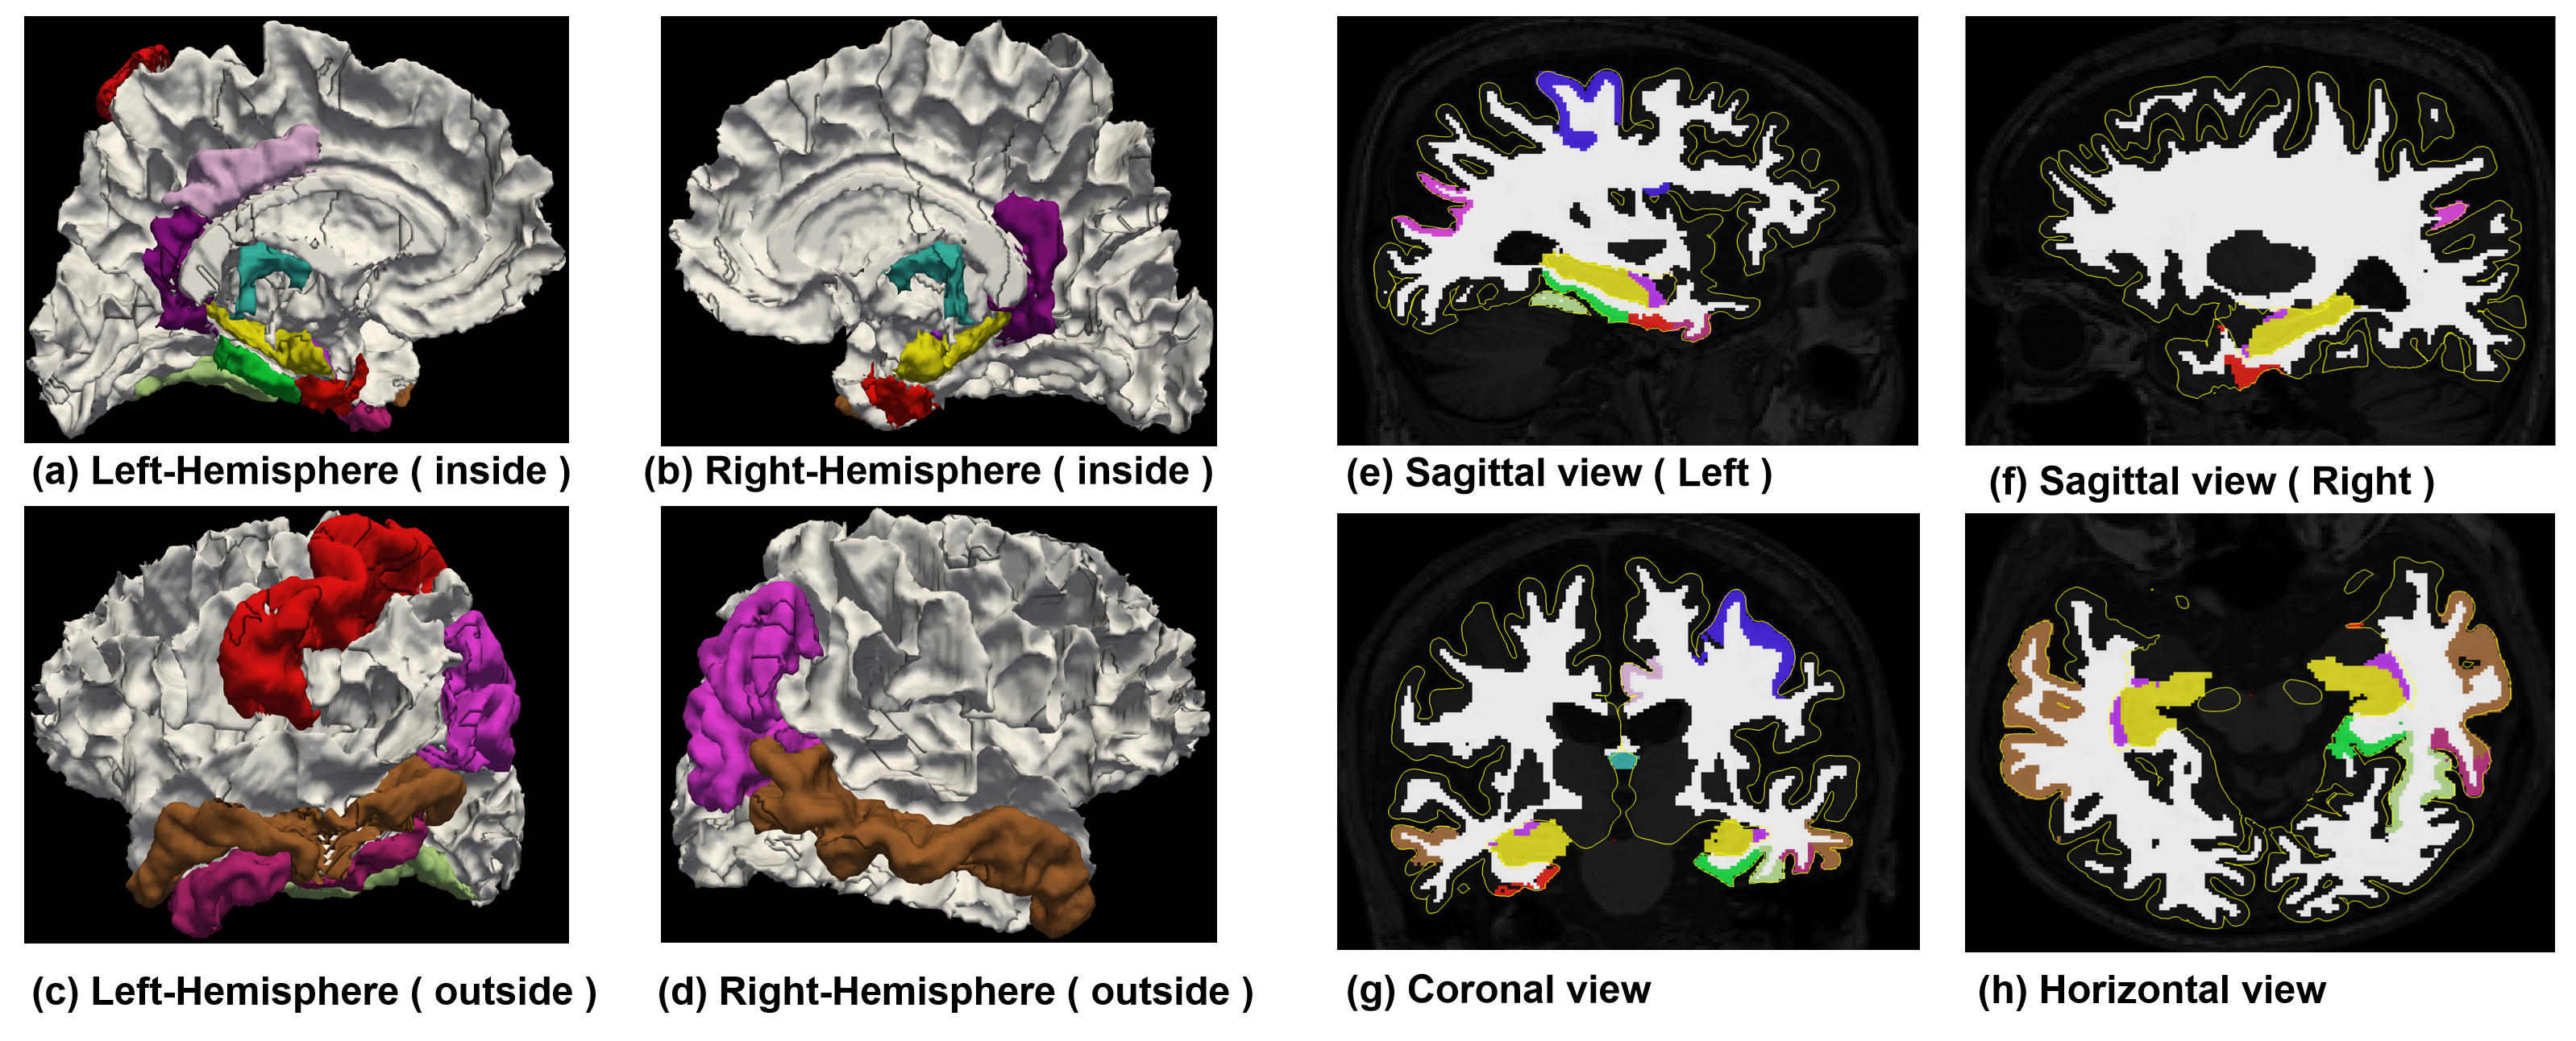 (a) Left-Hemisphere ( inside )
(b) Right-Hemisphere ( inside )
(e) Sagittal view ( Left )
(f) Sagittal view ( Right )
(c) Left-Hemisphere ( outside )
(d) Right-Hemisphere ( outside )
(g) Coronal view
(h) Horizontal view